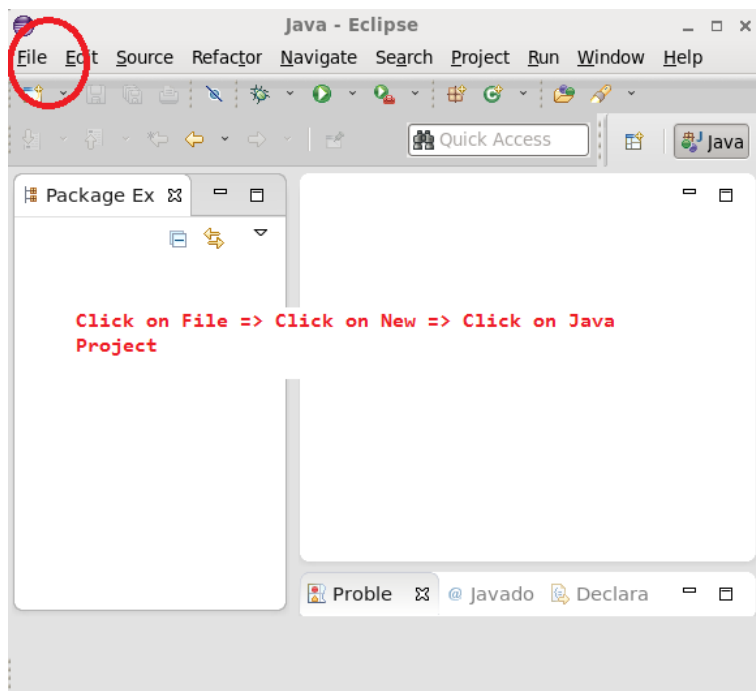 Java - Eclipse
File Edit Source Refactor Navigate Search Project Run Window Help
Quick Access
Java
Package Ex
Click on File => Click on New => Click on Java
Project
Proble @ Javado Declara